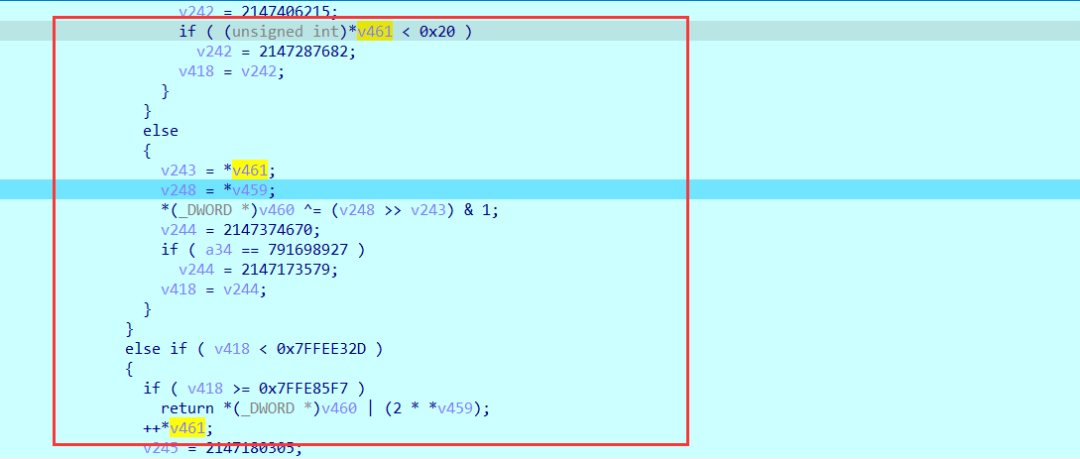 v242 = 2147406215;
if ( (unsigned int)*v461 < 0x20 )
v242 = 2147287682;
v418 = v242;
}
}
else
{
v243 = *v461;
v248 = *v459;
*(_DWORD *)v460 ^= (v248 >> v243) & 1;
v244 = 2147374670;
if ( a34 == 791698927 )
v244 = 2147173579;
v418 = v244;
}
}
else if ( v418 < 0x7FFEE32D )
{
if ( v418 >= 0x7FFE85F7 )
return *(_DWORD *)v460 | (2 * *v459);
++*v461;
v245 = 2147180305;